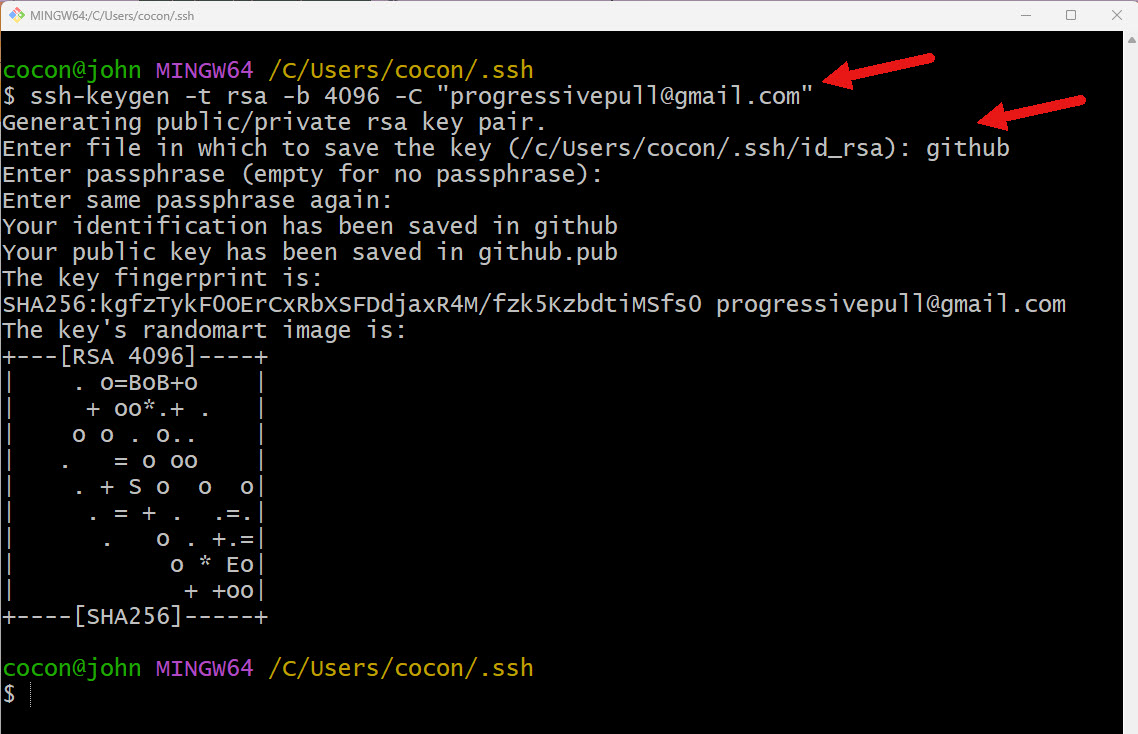 MINGW64:/C/Users/cocon/.ssh
cocon@john MINGW64 /C/Users/cocon/.ssh
$ ssh-keygen -t rsa -b 4096 -C "progressivepull@gmail.com"
Generating public/private rsa key pair.
Enter file in which to save the key (/c/Users/cocon/.ssh/id_rsa): github
Enter passphrase (empty for no passphrase):
Enter same passphrase again:
Your identification has been saved in github
Your public key has been saved in github.pub
The key fingerprint is:
SHA256:kgfzTykF0OErCxRbXSFDdjaxR4M/fzk5KzbdtiMSfs0 progressivepull@gmail.com
The key's randomart image is:
+---[RSA 4096]----+
|    . o=BoB+o    |
|     + oo*.+ .   |
|    o o . o..    |
|   .   = o oo    |
|    . + S o  o  o|
|     . = + .  .=.|
|      .   o . +.=|
|           o * Eo|
|            + +oo|
+----[SHA256]-----+
cocon@john MINGW64 /C/Users/cocon/.ssh
$